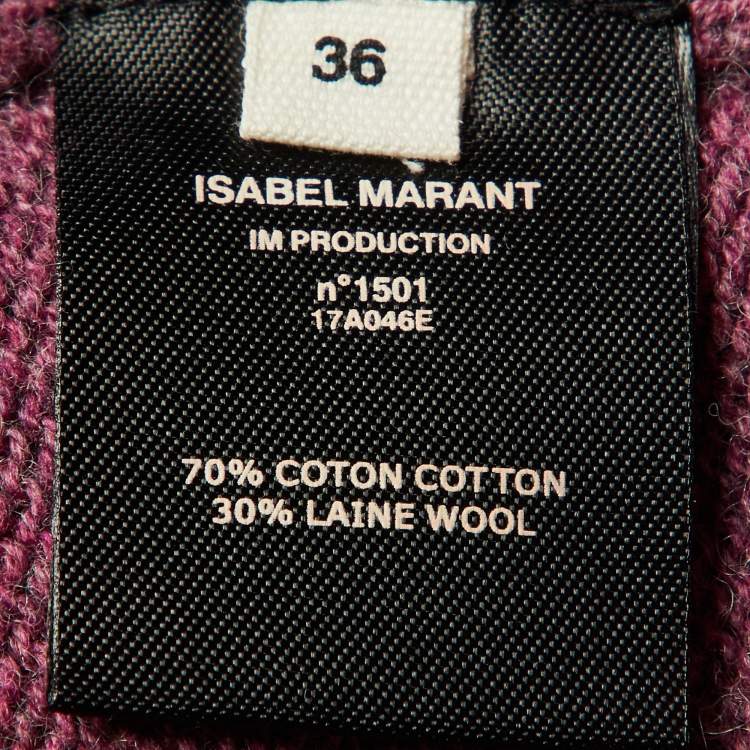 36
ISABEL MARANT
IM PRODUCTION
n°1501
17A046E
70% COTON COTTON
30% LAINE WOOL